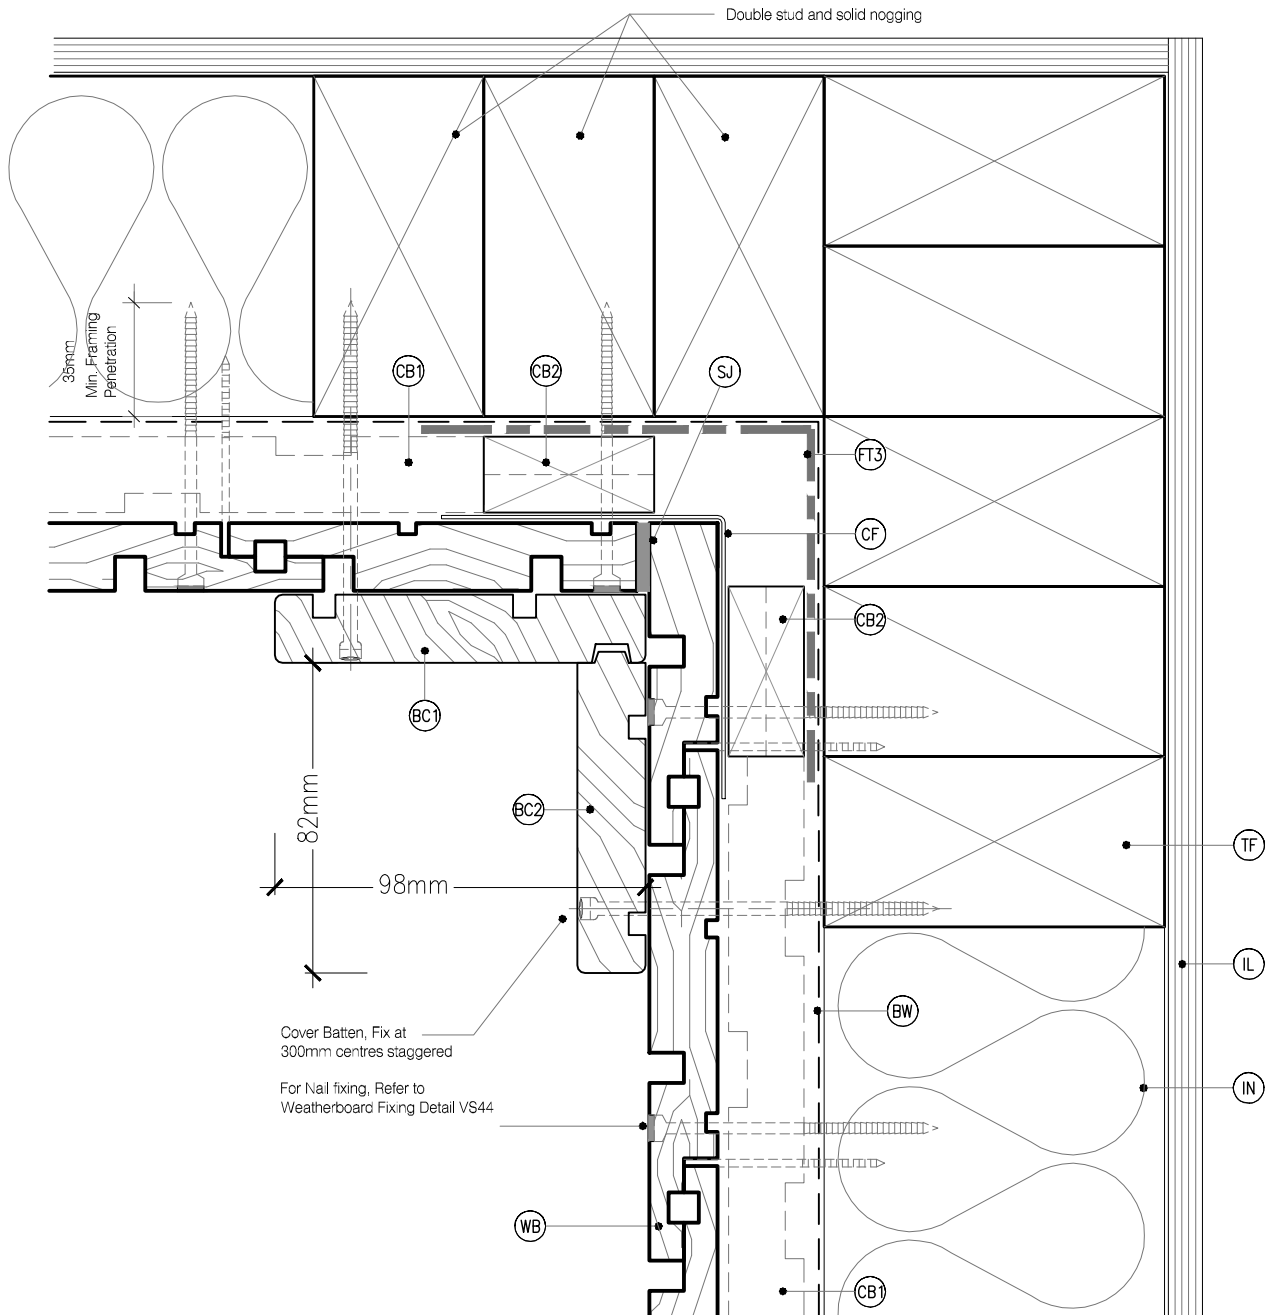 Double stud and solid nogging
35mm
Min. Framing
Penetration
CB1
CB2
SJ
FT3
CF
CB2
BC1
BC2
82mm
98mm
TF
IL
BW
IN
Cover Batten, Fix at
300mm centres staggered
For Nail fixing, Refer to
Weatherboard Fixing Detail VS44
WB
CB1